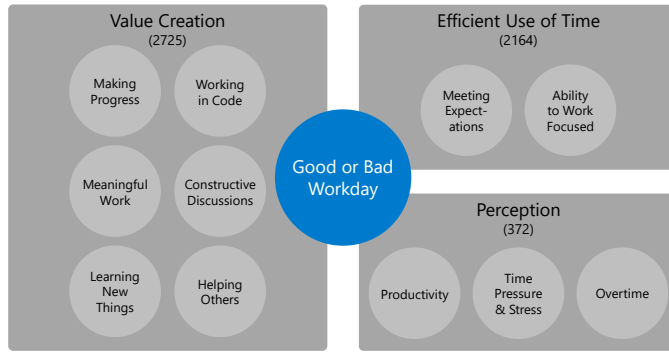 Value Creation
(2725)
Making
Progress
Working
in Code
Meaningful
Work
Constructive
Discussions
Learning
New
Things
Helping
Others
Good or Bad
Workday
Efficient Use of Time
(2164)
Meeting
Expect-
ations
Ability
to Work
Focused
Perception
(372)
Productivity
Time
Pressure
& Stress
Overtime